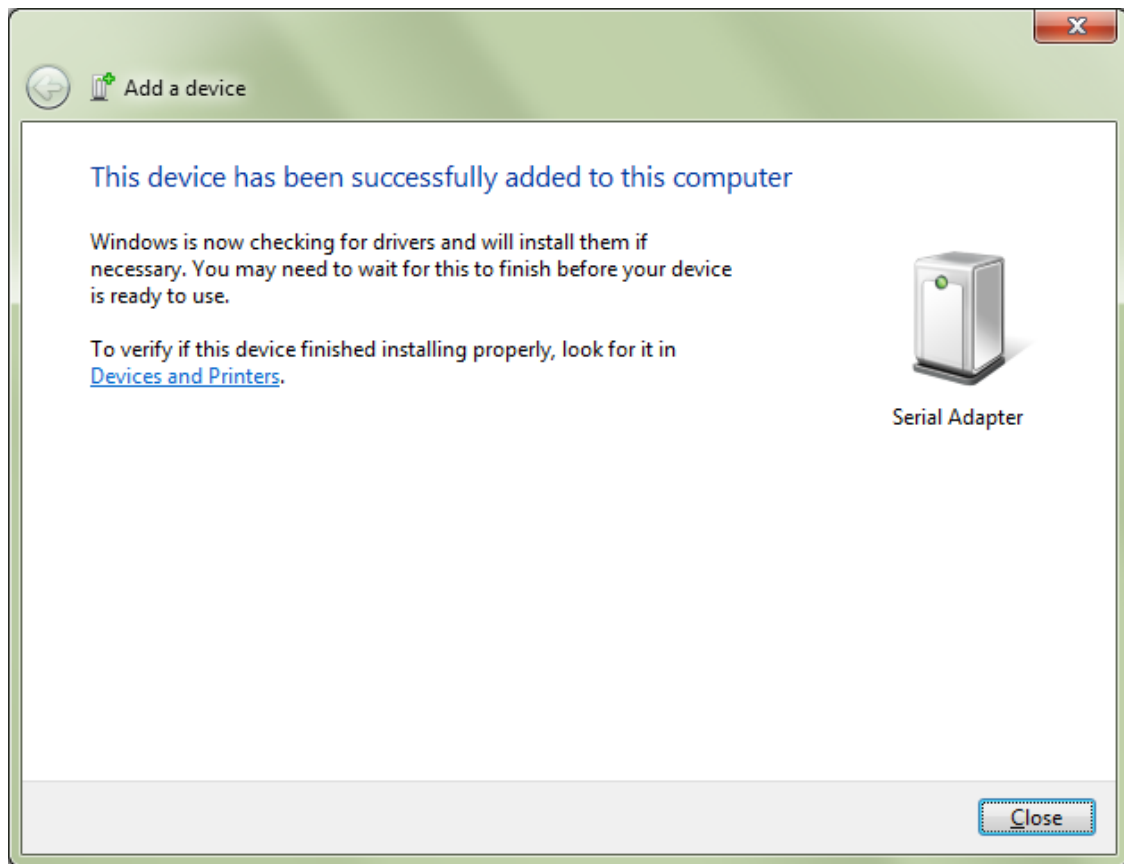 Add a device
This device has been successfully added to this computer
Windows is now checking for drivers and will install them if
necessary. You may need to wait for this to finish before your device
is ready to use.
To verify if this device finished installing properly, look for it in
Devices and Printers.
Serial Adapter
Close